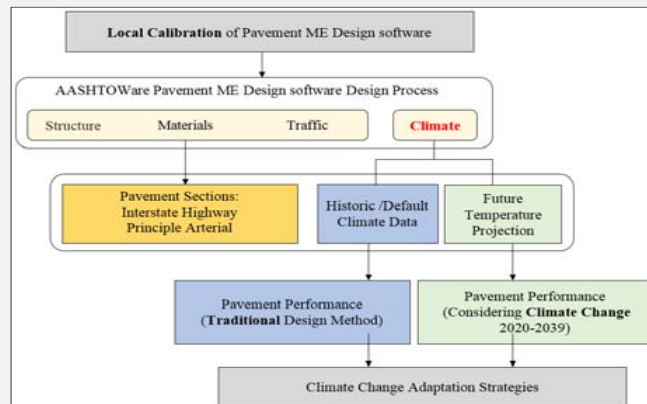 Local Calibration of Pavement ME Design software
AASHTOWare Pavement ME Design software Design Process
Structure Materials Traffic Climate
Pavement Sections:
Interstate Highway
Principle Arterial
Historic /Default
Climate Data
Future
Temperature
Projection
Pavement Performance
(Traditional Design Method)
Pavement Performance
(Considering Climate Change
2020-2039)
Climate Change Adaptation Strategies